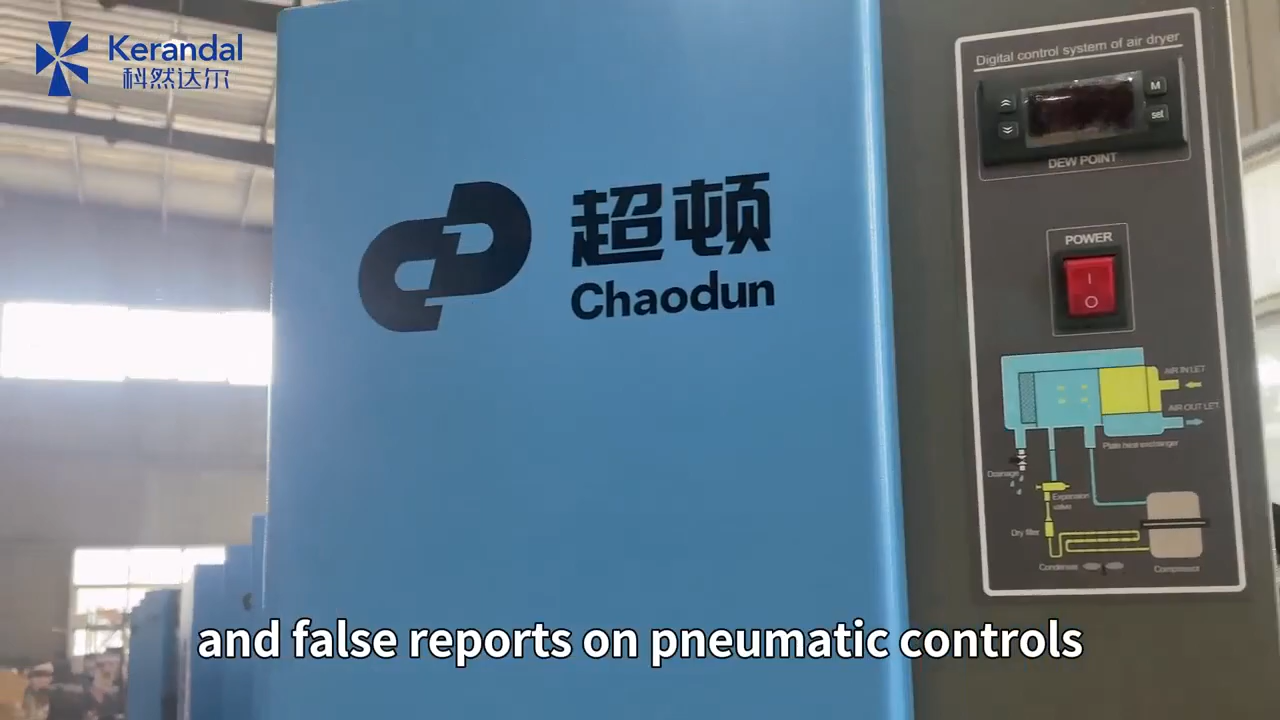 Kerandal
科然达尔
超顿
Chaodun
Digital control system of air dryer
M
set
DEW POINT
POWER
AIR IN LET
AIR OUT LET
Plate heat exchanger
Drainage
Expansion
valve
Dry filter
Condenser
Compressor
and false reports on pneumatic controls